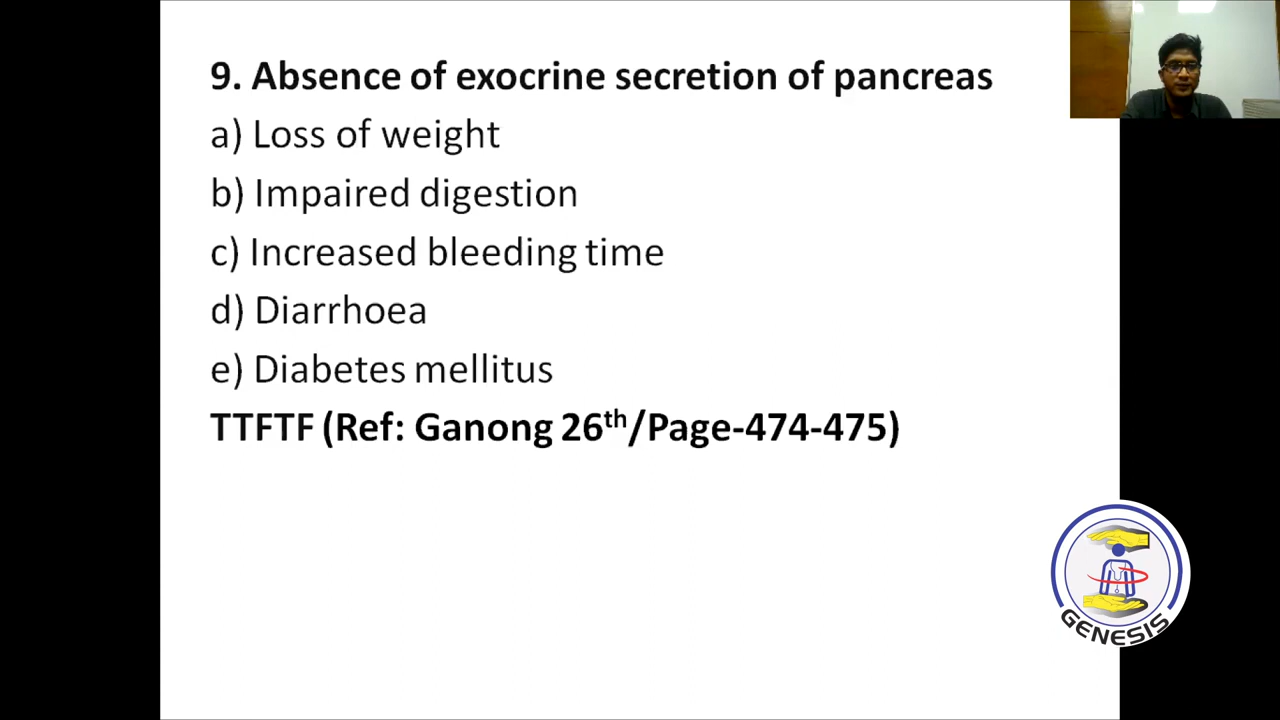 9. Absence of exocrine secretion of pancreas
a) Loss of weight
b) Impaired digestion
c) Increased bleeding time
d) Diarrhoea
e) Diabetes mellitus
TTFTF (Ref: Ganong 26th/Page-474-475)
GENESIS